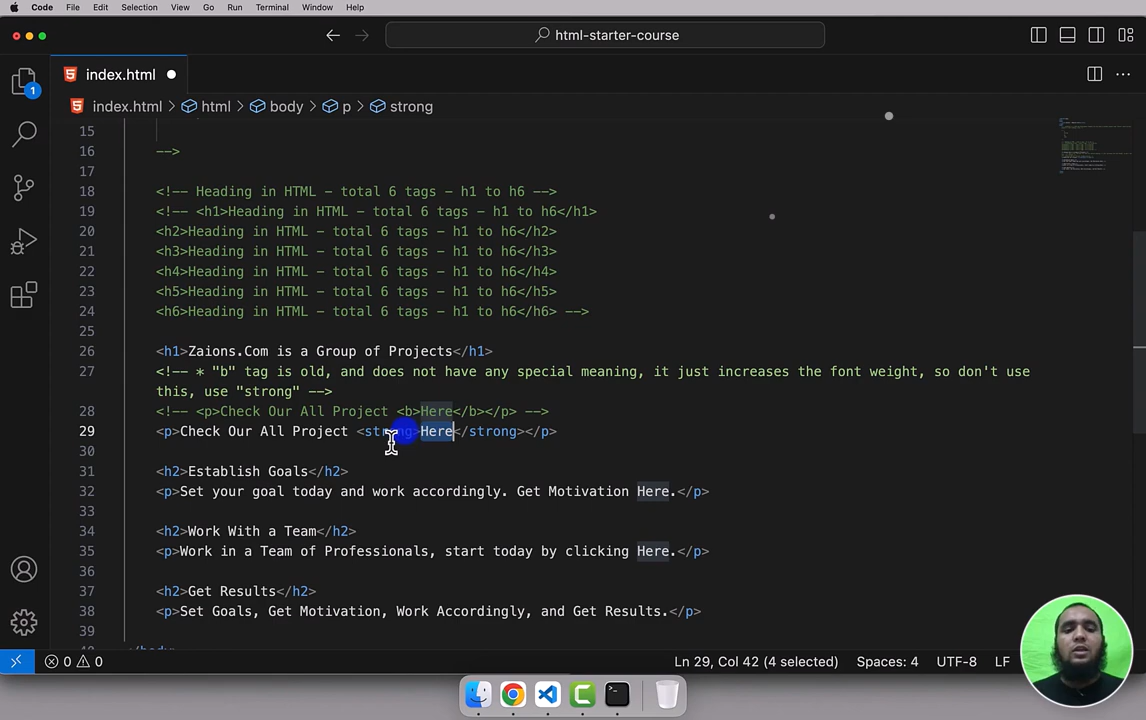 Code File Edit Selection View Go Run Terminal Window Help
html-starter-course
index.html
1
index.html > html > body > p > strong
15
16 -->
17
18 <!-- Heading in HTML - total 6 tags - h1 to h6 -->
19 <!-- <h1>Heading in HTML - total 6 tags - h1 to h6</h1>
20 <h2>Heading in HTML - total 6 tags - h1 to h6</h2>
21 <h3>Heading in HTML - total 6 tags - h1 to h6</h3>
22 <h4>Heading in HTML - total 6 tags - h1 to h6</h4>
23 <h5>Heading in HTML - total 6 tags - h1 to h6</h5>
24 <h6>Heading in HTML - total 6 tags - h1 to h6</h6> -->
25
26 <h1>Zaions.Com is a Group of Projects</h1>
27 <!-- * "b" tag is old, and does not have any special meaning, it just increases the font weight, so don't use
this, use "strong" -->
28 <!-- <p>Check Our All Project <b>Here</b></p> -->
29 <p>Check Our All Project <strong>Here</strong></p>
30
31 <h2>Establish Goals</h2>
32 <p>Set your goal today and work accordingly. Get Motivation Here.</p>
33
34 <h2>Work With a Team</h2>
35 <p>Work in a Team of Professionals, start today by clicking Here.</p>
36
37 <h2>Get Results</h2>
38 <p>Set Goals, Get Motivation, Work Accordingly, and Get Results.</p>
39
0 0 Ln 29, Col 42 (4 selected) Spaces: 4 UTF-8 LF